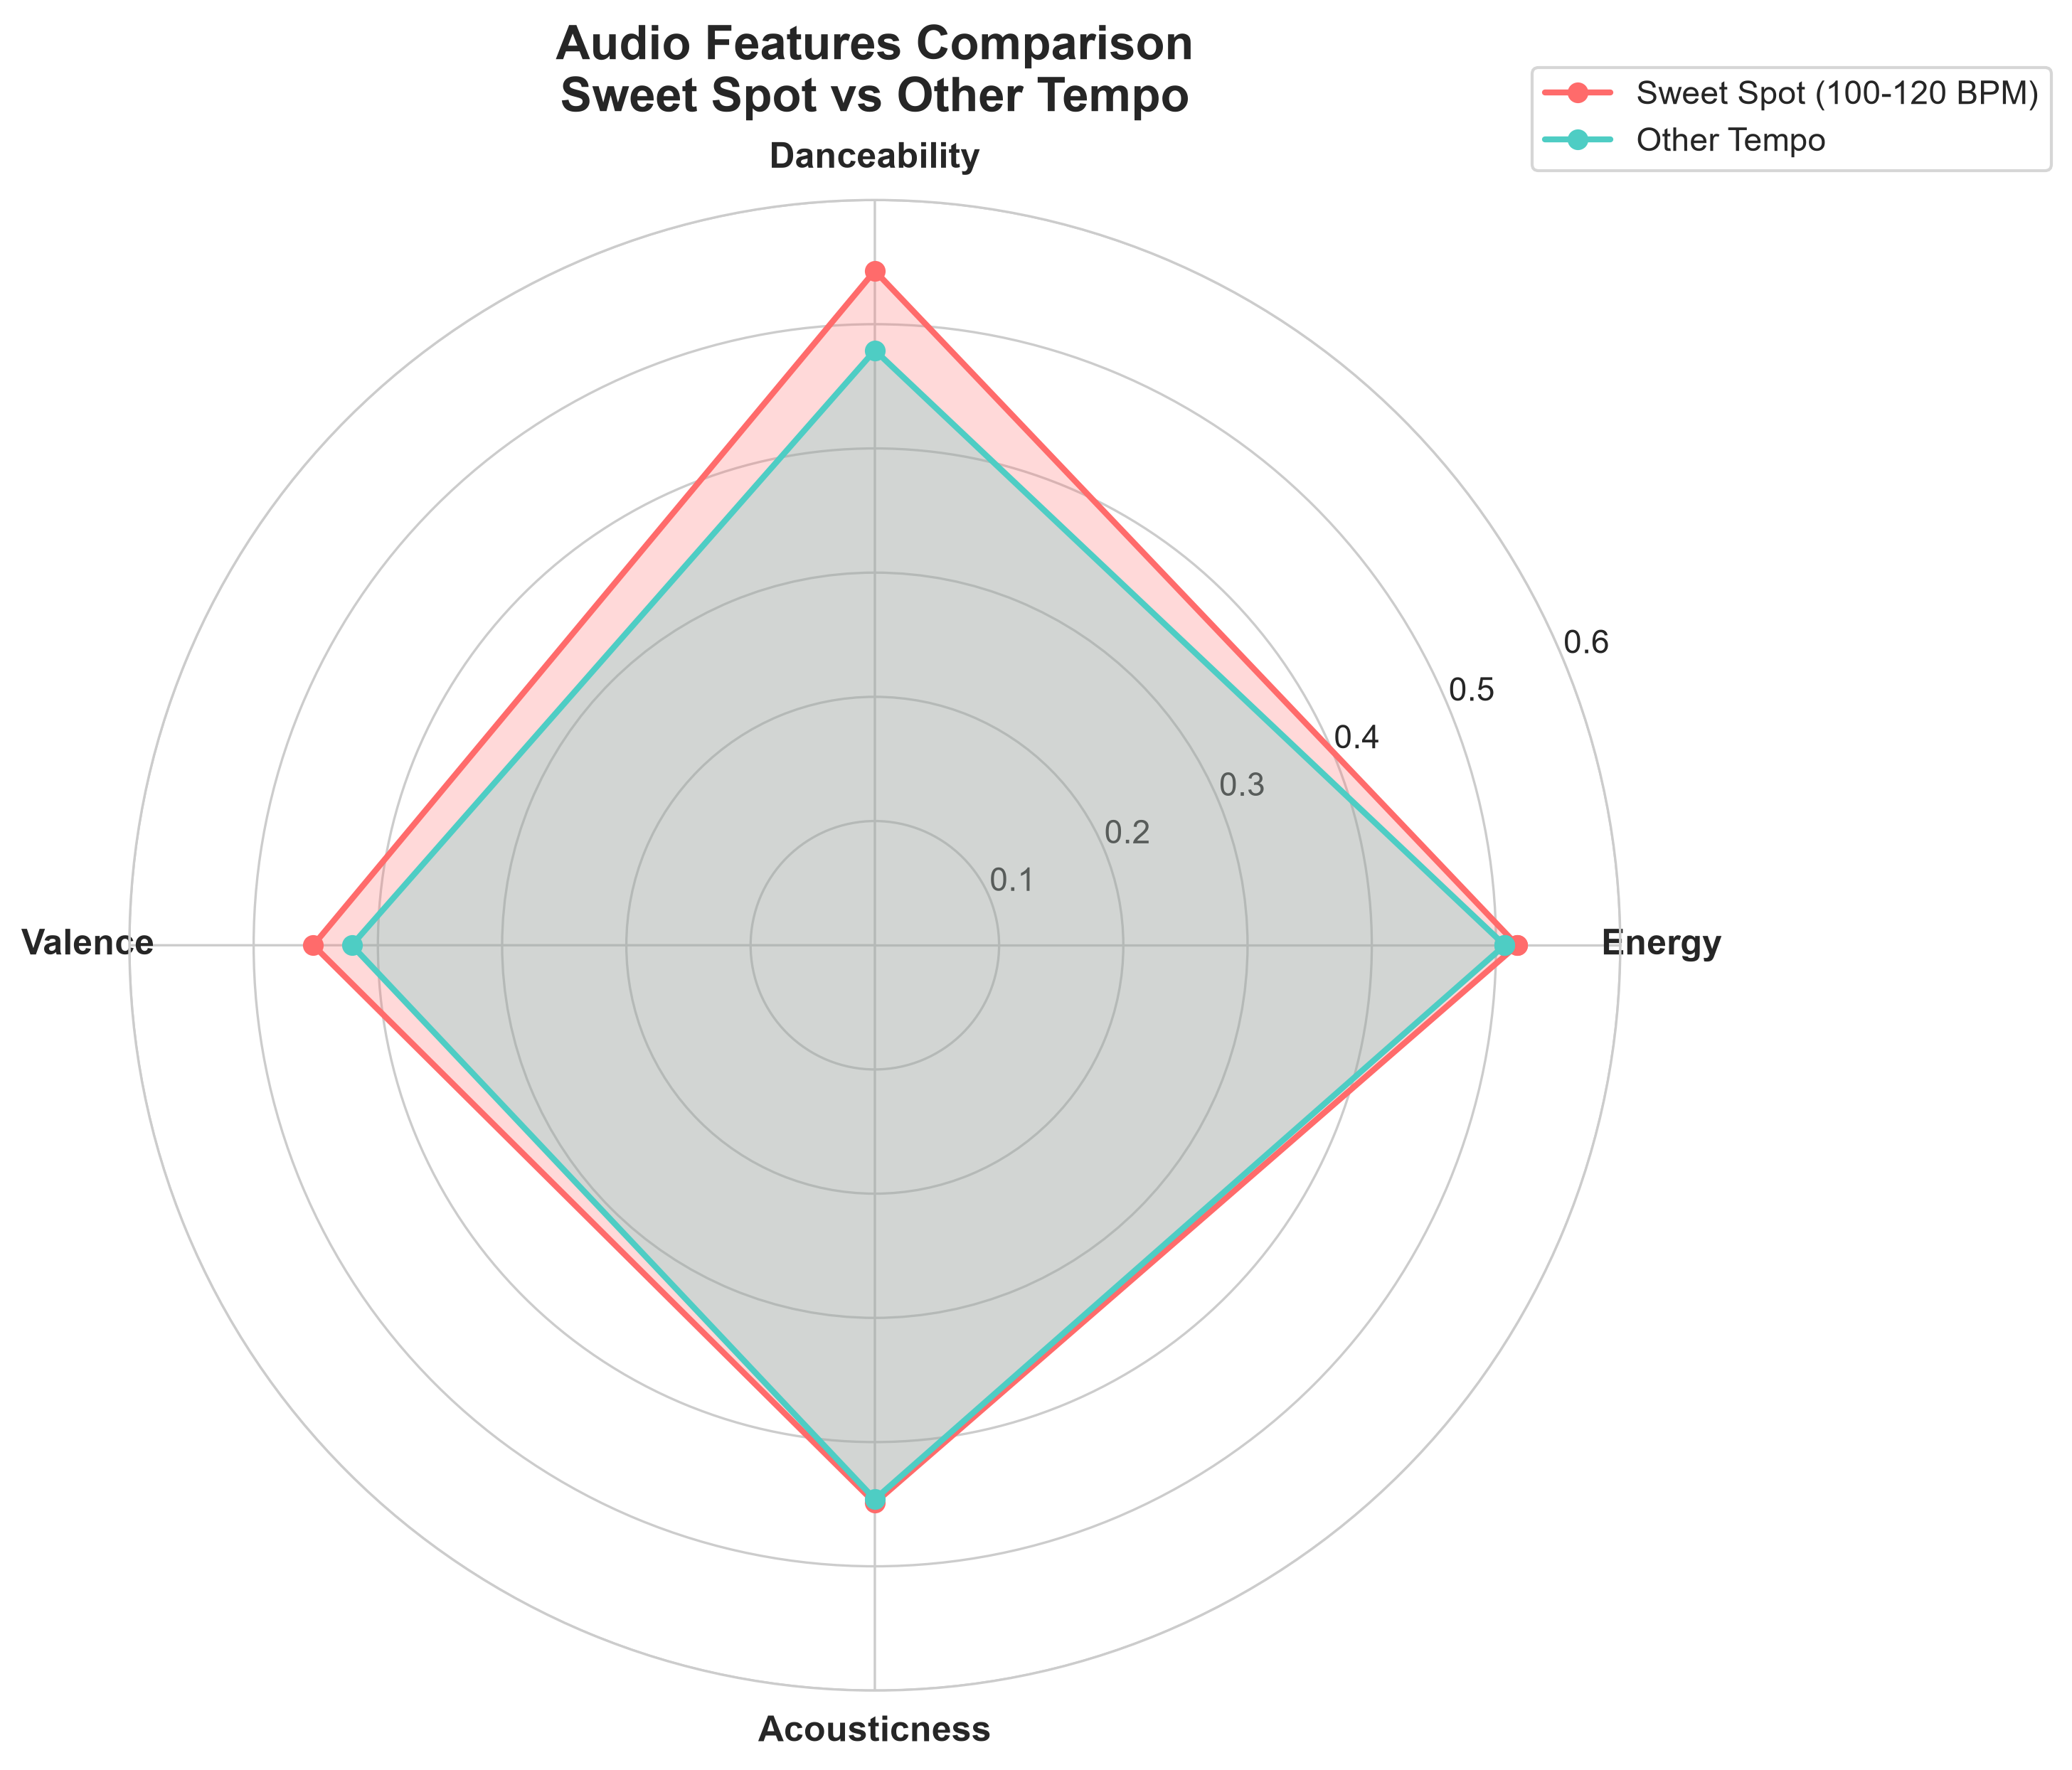 Audio Features Comparison
Sweet Spot vs Other Tempo
Sweet Spot (100-120 BPM)
Other Tempo
Danceability
0.6
0.5
0.4
0.3
0.2
0.1
Valence
Energy
Acousticness